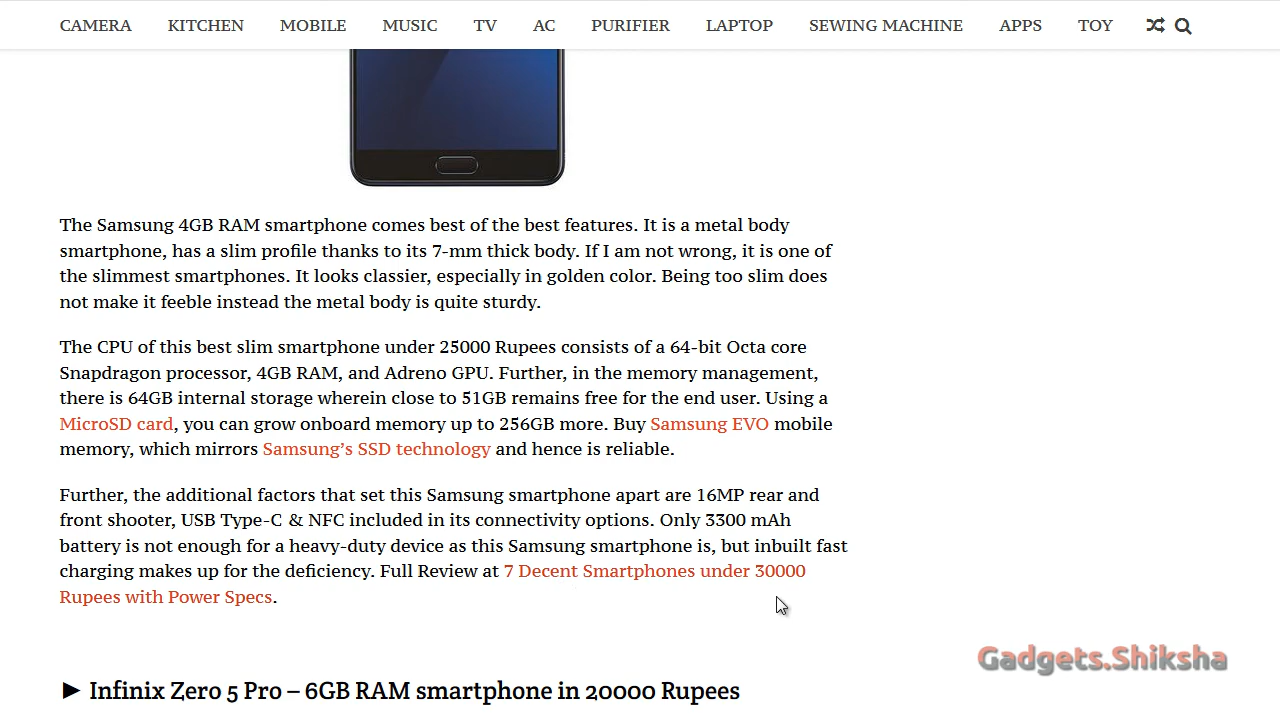 CAMERA KITCHEN MOBILE MUSIC TV AC PURIFIER LAPTOP SEWING MACHINE APPS TOY
The Samsung 4GB RAM smartphone comes best of the best features. It is a metal body
smartphone, has a slim profile thanks to its 7-mm thick body. If I am not wrong, it is one of
the slimmest smartphones. It looks classier, especially in golden color. Being too slim does
not make it feeble instead the metal body is quite sturdy.
The CPU of this best slim smartphone under 25000 Rupees consists of a 64-bit Octa core
Snapdragon processor, 4GB RAM, and Adreno GPU. Further, in the memory management,
there is 64GB internal storage wherein close to 51GB remains free for the end user. Using a
MicroSD card, you can grow onboard memory up to 256GB more. Buy Samsung EVO mobile
memory, which mirrors Samsung’s SSD technology and hence is reliable.
Further, the additional factors that set this Samsung smartphone apart are 16MP rear and
front shooter, USB Type-C & NFC included in its connectivity options. Only 3300 mAh
battery is not enough for a heavy-duty device as this Samsung smartphone is, but inbuilt fast
charging makes up for the deficiency. Full Review at 7 Decent Smartphones under 30000
Rupees with Power Specs.
Gadgets.Shiksha
► Infinix Zero 5 Pro – 6GB RAM smartphone in 20000 Rupees